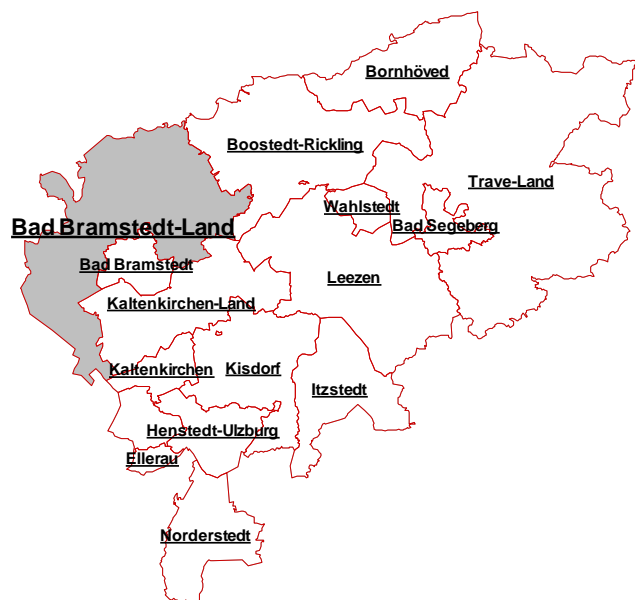 Bornhöved
Boostedt-Rickling
Trave-Land
Wahlstedt
Bad Bramstedt-Land
Bad Segeberg
Bad Bramstedt
Leezen
Kaltenkirchen-Land
Kaltenkirchen
Kisdorf
Itzstedt
Henstedt-Ulzburg
Ellerau
Norderstedt